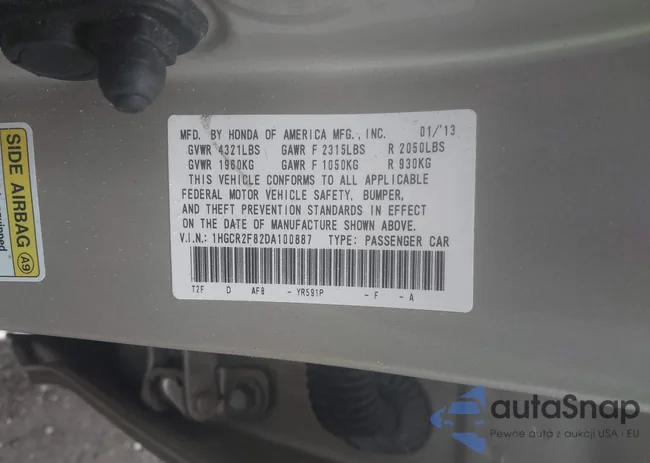 MFD. BY HONDA OF AMERICA MFG., INC. 01/'13
GVWR 4321LBS GAWR F 2315LBS R 2050LBS
GVWR 1960KG GAWR F 1050KG R 930KG
THIS VEHICLE CONFORMS TO ALL APPLICABLE
FEDERAL MOTOR VEHICLE SAFETY, BUMPER,
AND THEFT PREVENTION STANDARDS IN EFFECT
ON THE DATE OF MANUFACTURE SHOWN ABOVE.
V.I.N.: 1HGCR2F82DA100887 TYPE: PASSENGER CAR
T2F D AF8 - YR591P - F - A
SIDE AIRBAG A9
equipped
autaSnap
Pewne auta z aukcji USA i EU